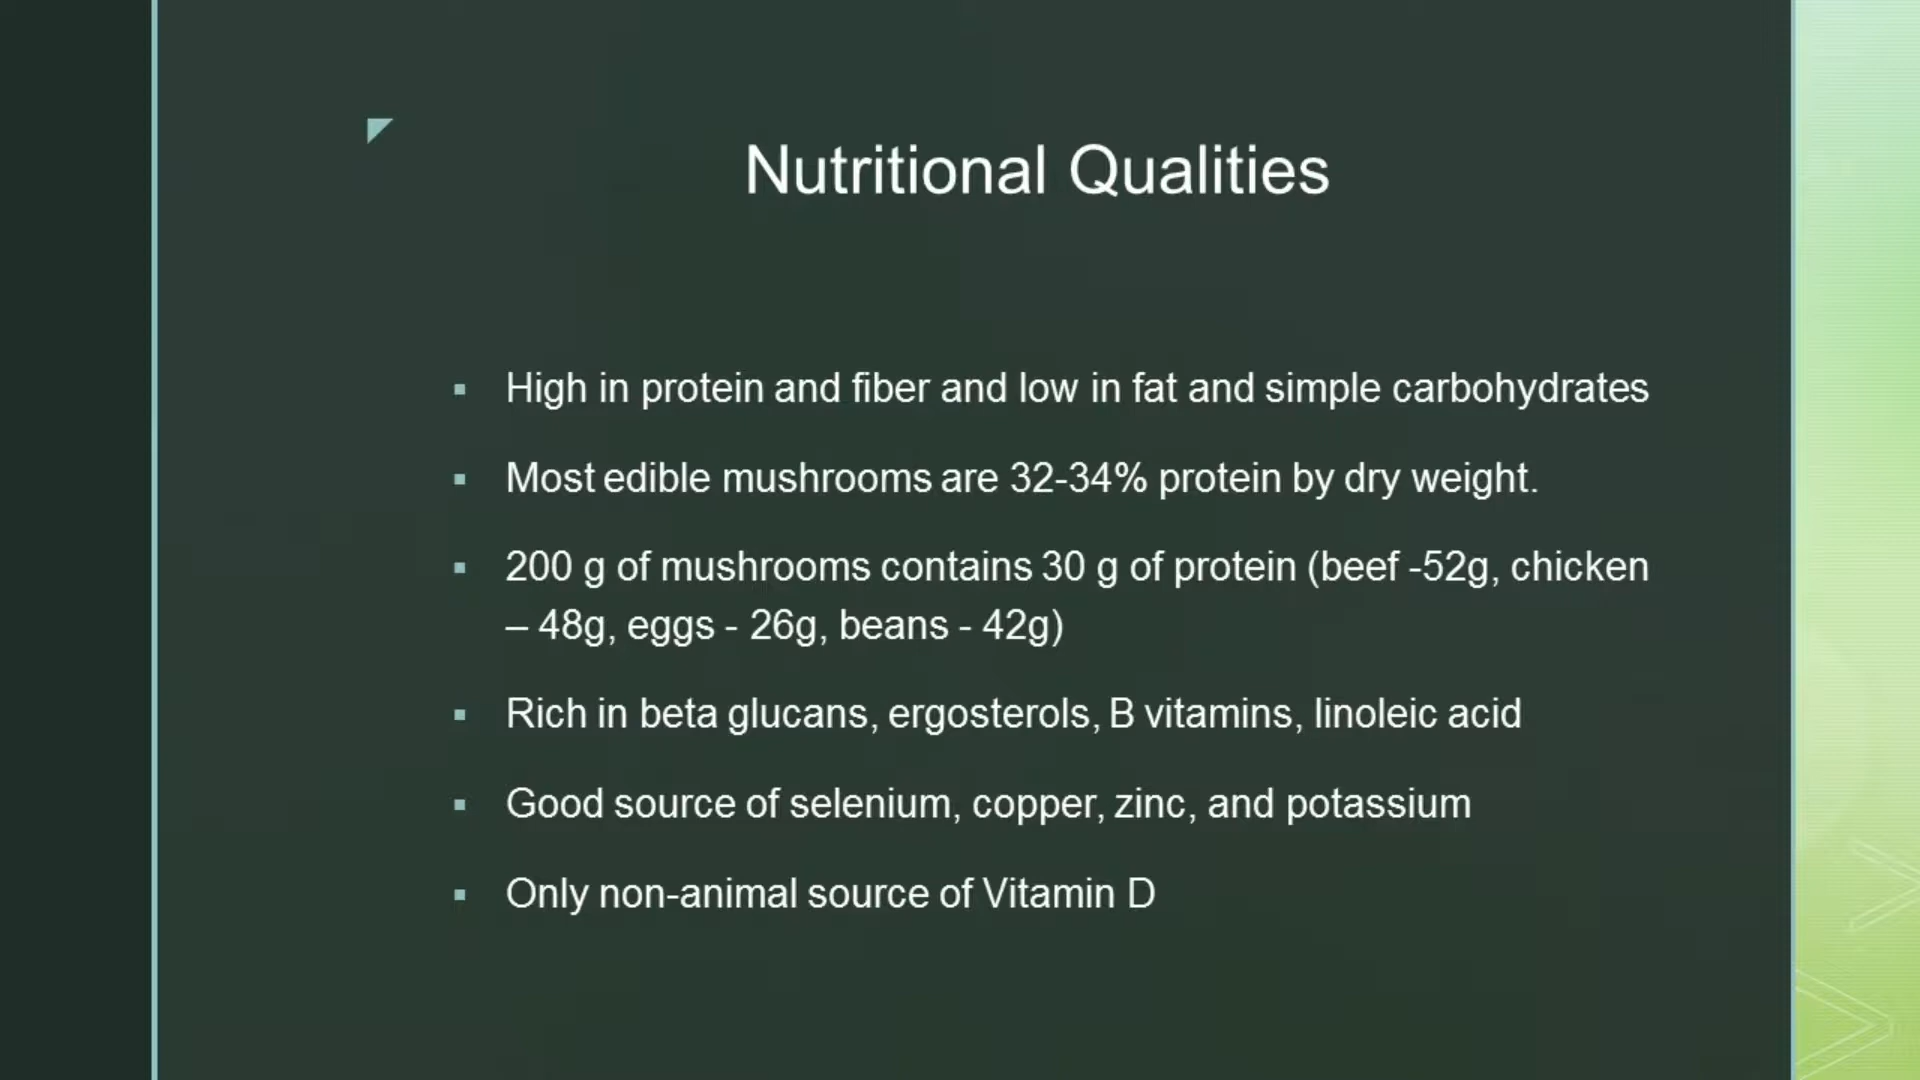 Nutritional Qualities
▪ High in protein and fiber and low in fat and simple carbohydrates
▪ Most edible mushrooms are 32-34% protein by dry weight.
▪ 200 g of mushrooms contains 30 g of protein (beef -52g, chicken
– 48g, eggs - 26g, beans - 42g)
▪ Rich in beta glucans, ergosterols, B vitamins, linoleic acid
▪ Good source of selenium, copper, zinc, and potassium
▪ Only non-animal source of Vitamin D